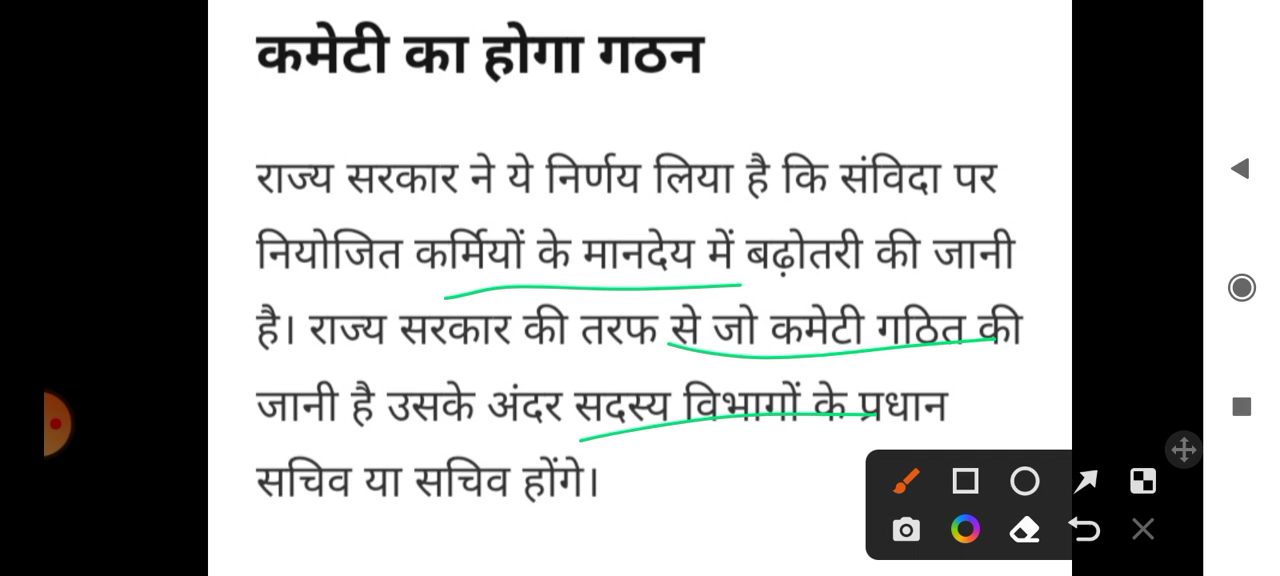 कमेटी का होगा गठन
राज्य सरकार ने ये निर्णय लिया है कि संविदा पर
नियोजित कर्मियों के मानदेय में बढ़ोतरी की जानी
है। राज्य सरकार की तरफ से जो कमेटी गठित की
जानी है उसके अंदर सदस्य विभागों के प्रधान
सचिव या सचिव होंगे।